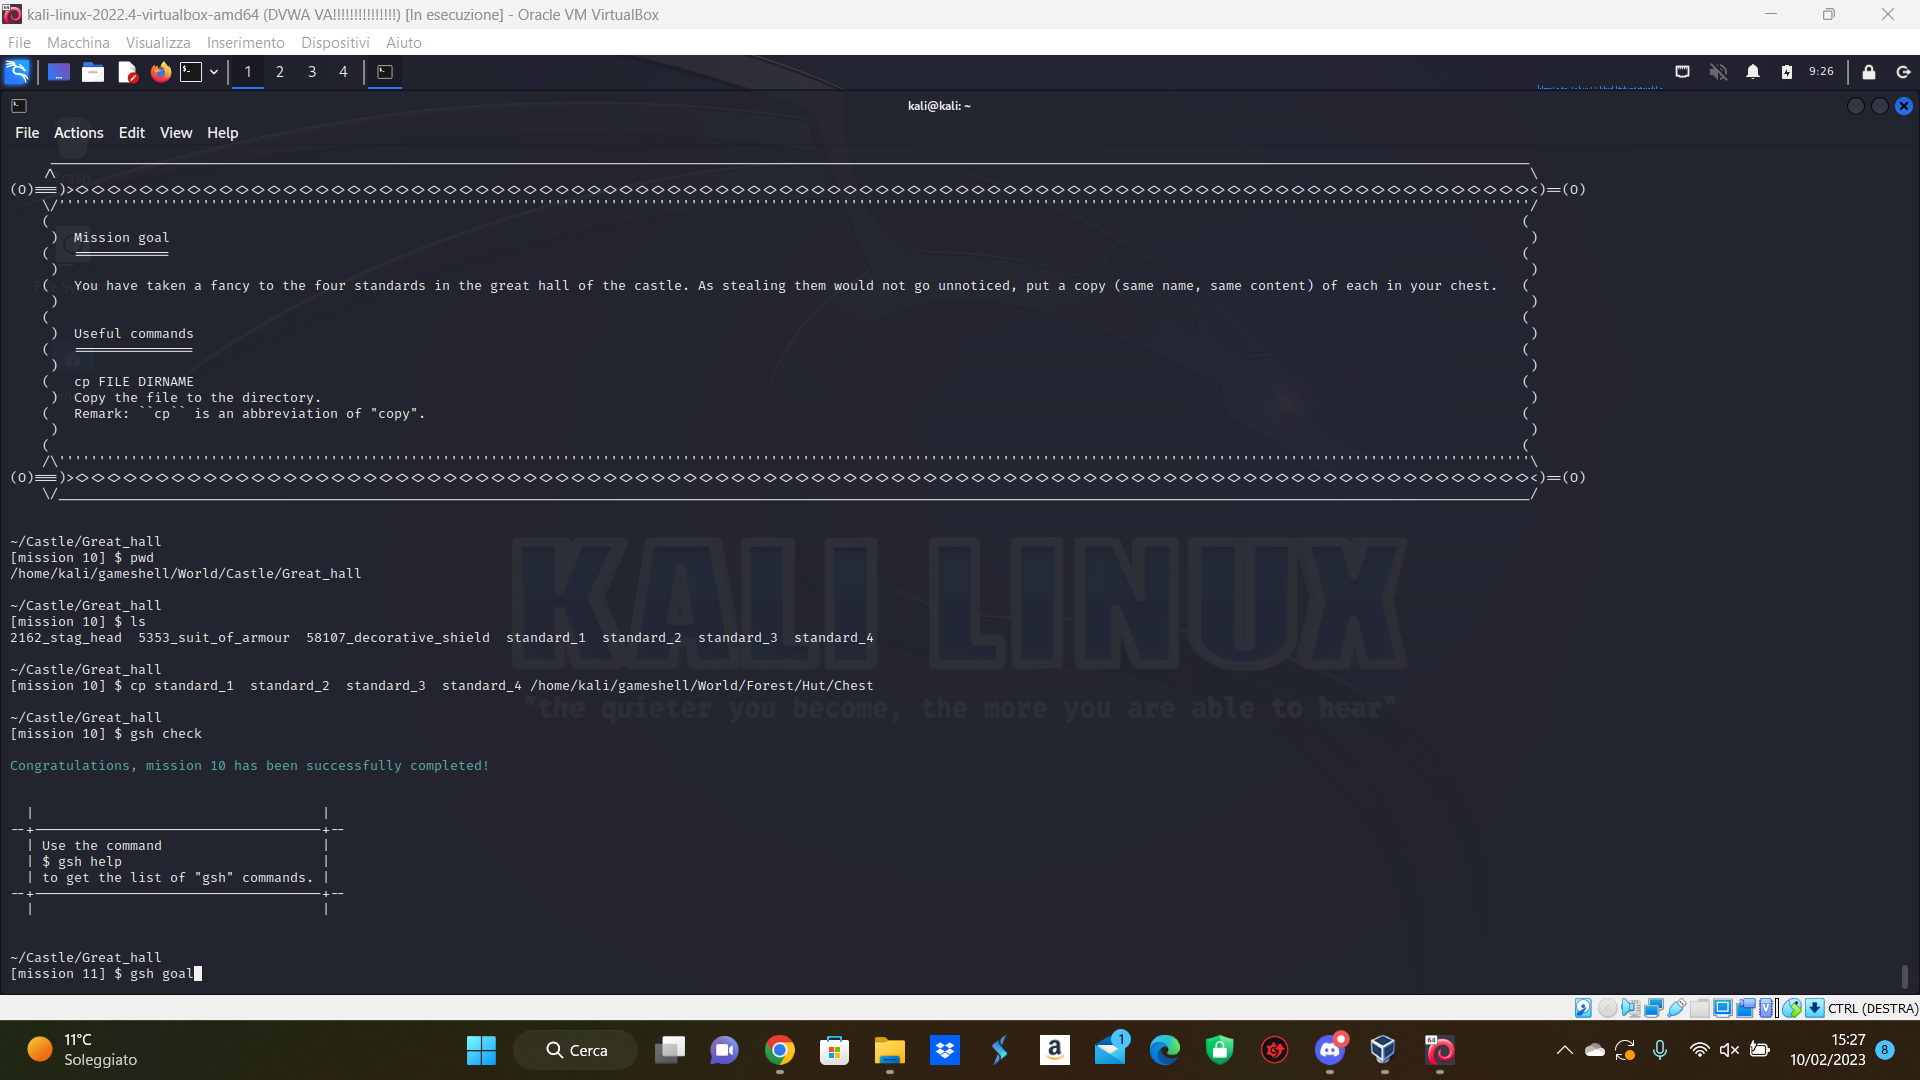 kali-linux-2022.4-virtualbox-amd64 (DVWA VA!!!!!!!!!!!!!!!) [In esecuzione] - Oracle VM VirtualBox
File Macchina Visualizza Inserimento Dispositivi Aiuto
1 2 3 4 9:26
kali@kali: ~
File Actions Edit View Help
Mission goal
============
You have taken a fancy to the four standards in the great hall of the castle. As stealing them would not go unnoticed, put a copy (same name, same content) of each in your chest.
Useful commands
===============
cp FILE DIRNAME
Copy the file to the directory.
Remark: ``cp`` is an abbreviation of "copy".
~/Castle/Great_hall
[mission 10] $ pwd
/home/kali/gameshell/World/Castle/Great_hall
~/Castle/Great_hall
[mission 10] $ ls
2162_stag_head 5353_suit_of_armour 58107_decorative_shield standard_1 standard_2 standard_3 standard_4
~/Castle/Great_hall
[mission 10] $ cp standard_1 standard_2 standard_3 standard_4 /home/kali/gameshell/World/Forest/Hut/Chest
~/Castle/Great_hall
[mission 10] $ gsh check
Congratulations, mission 10 has been successfully completed!
Use the command
$ gsh help
to get the list of "gsh" commands.
~/Castle/Great_hall
[mission 11] $ gsh goal
KALI LINUX
"the quieter you become, the more you are able to hear"
CTRL (DESTRA)
11°C
Soleggiato
Cerca
1
15:27
10/02/2023
8